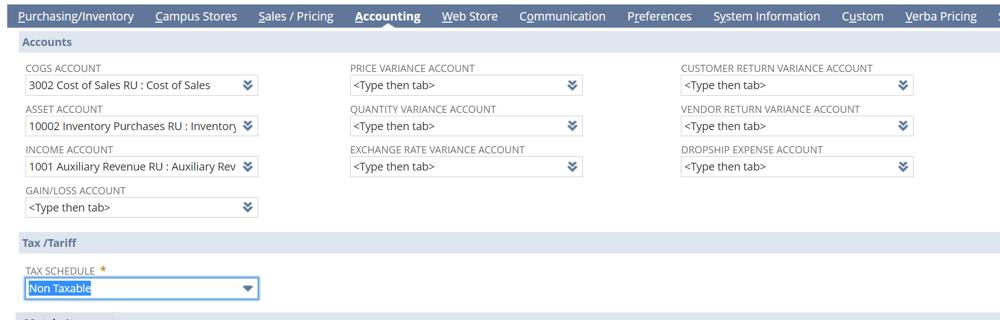 Purchasing/Inventory Campus Stores Sales / Pricing Accounting Web Store Communication Preferences System Information Custom Verba Pricing
Accounts
COGS ACCOUNT
3002 Cost of Sales RU : Cost of Sales
ASSET ACCOUNT
10002 Inventory Purchases RU : Inventory
INCOME ACCOUNT
1001 Auxiliary Revenue RU : Auxiliary Rev
GAIN/LOSS ACCOUNT
<Type then tab>
PRICE VARIANCE ACCOUNT
<Type then tab>
QUANTITY VARIANCE ACCOUNT
<Type then tab>
EXCHANGE RATE VARIANCE ACCOUNT
<Type then tab>
CUSTOMER RETURN VARIANCE ACCOUNT
<Type then tab>
VENDOR RETURN VARIANCE ACCOUNT
<Type then tab>
DROPSHIP EXPENSE ACCOUNT
<Type then tab>
Tax /Tariff
TAX SCHEDULE *
Non Taxable